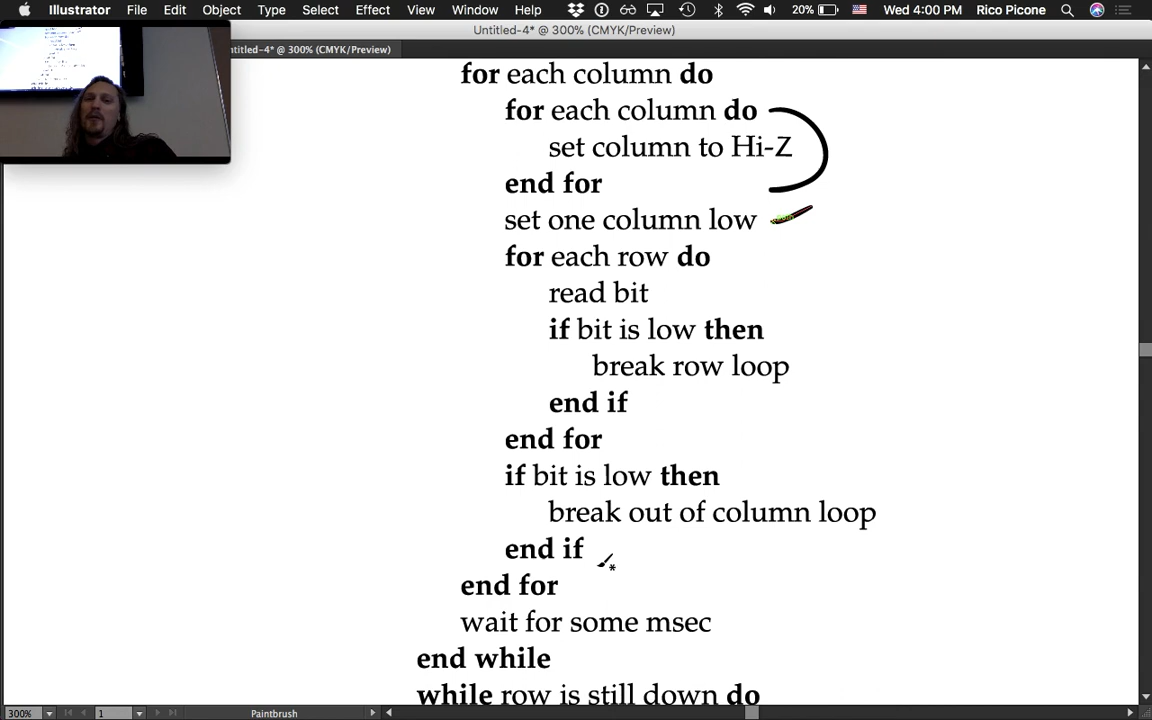 Illustrator File Edit Object Type Select Effect View Window Help 20% Wed 4:00 PM Rico Picone
Untitled-4* @ 300% (CMYK/Preview)
ntitled-4* @ 300% (CMYK/Preview)
for each column do
for each column do
set column to Hi-Z
end for
set one column low
for each row do
read bit
if bit is low then
break row loop
end if
end for
if bit is low then
break out of column loop
end if
end for
wait for some msec
end while
while row is still down do
300% 1 Paintbrush